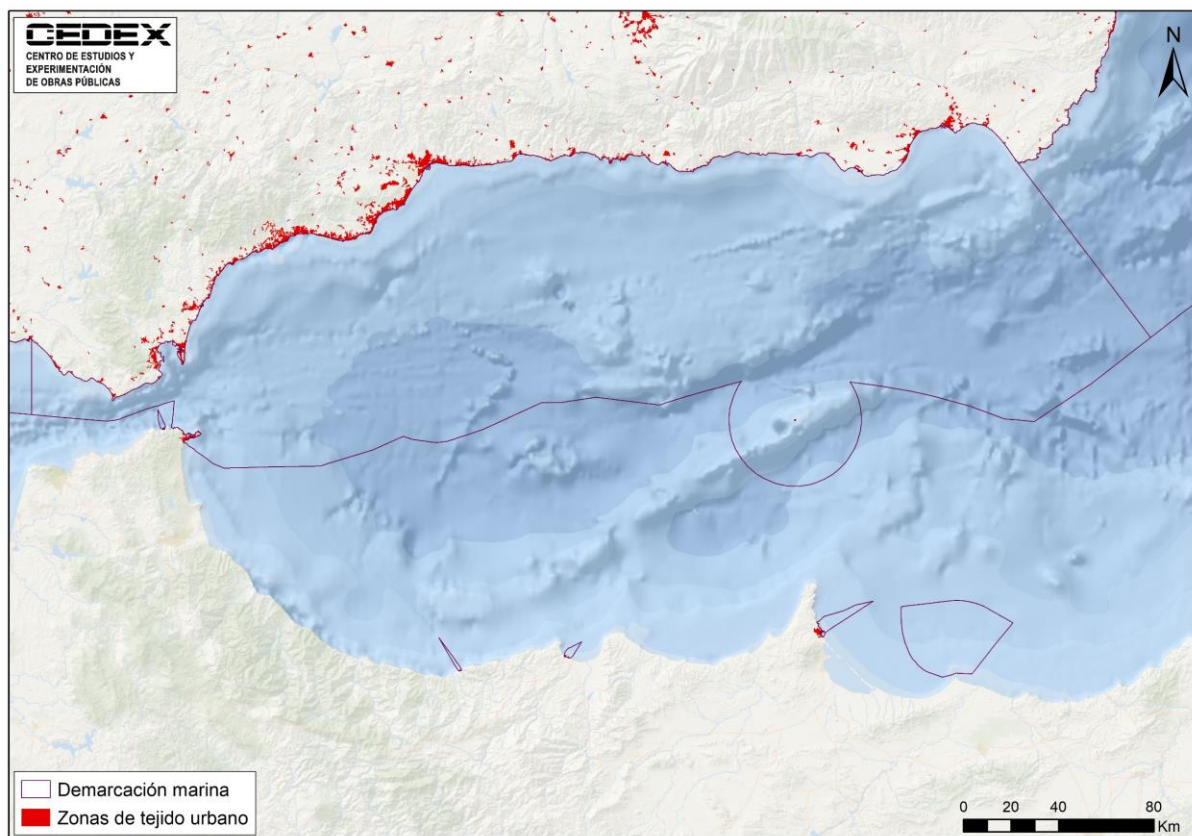 CEDEX
CENTRO DE ESTUDIOS Y
EXPERIMENTACIÓN
DE OBRAS PÚBLICAS
N
Demarcación marina
Zonas de tejido urbano
0 20 40 80
Km